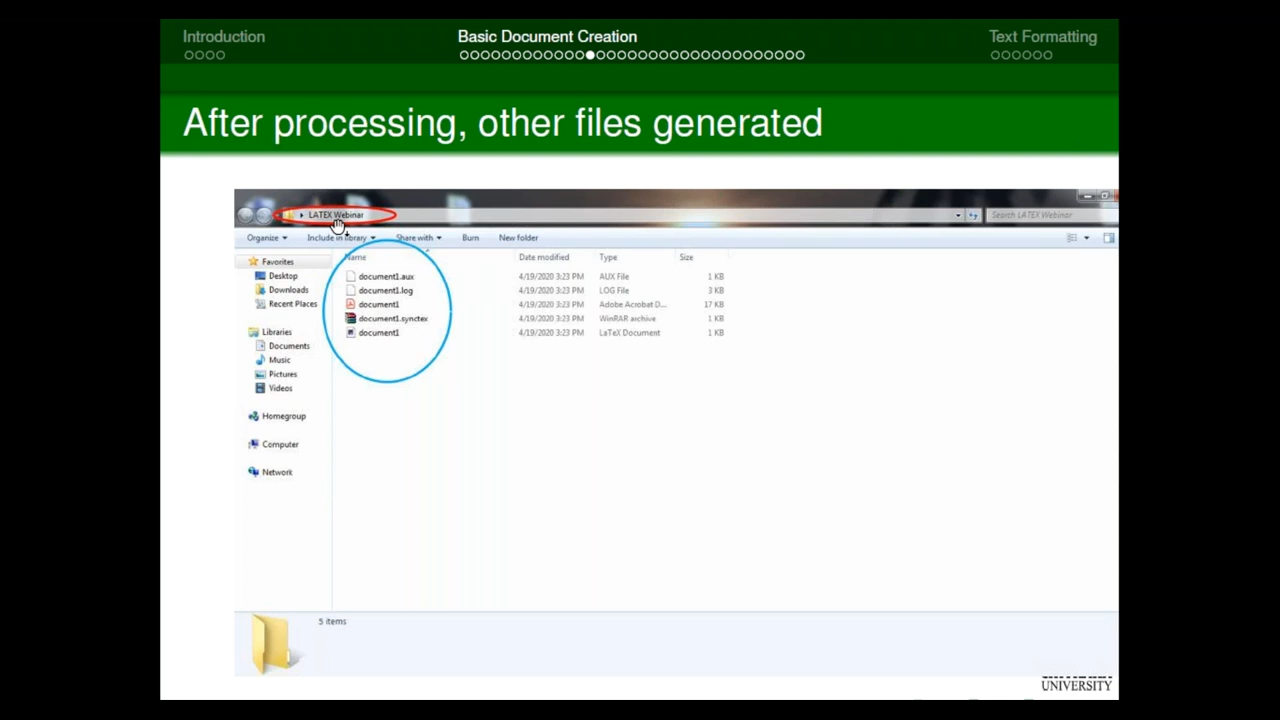 Introduction Basic Document Creation Text Formatting
After processing, other files generated
LATEX Webinar Search LATEX Webinar
Organize Include in library Share with Burn New folder
Favorites
Desktop
Downloads
Recent Places
Libraries
Documents
Music
Pictures
Videos
Homegroup
Computer
Network
Name Date modified Type Size
document1.aux 4/19/2020 3:23 PM AUX File 1 KB
document1.log 4/19/2020 3:23 PM LOG File 3 KB
document1 4/19/2020 3:23 PM Adobe Acrobat D... 17 KB
document1.synctex 4/19/2020 3:23 PM WinRAR archive 1 KB
document1 4/19/2020 3:23 PM LaTeX Document 1 KB
5 items
UNIVERSITY